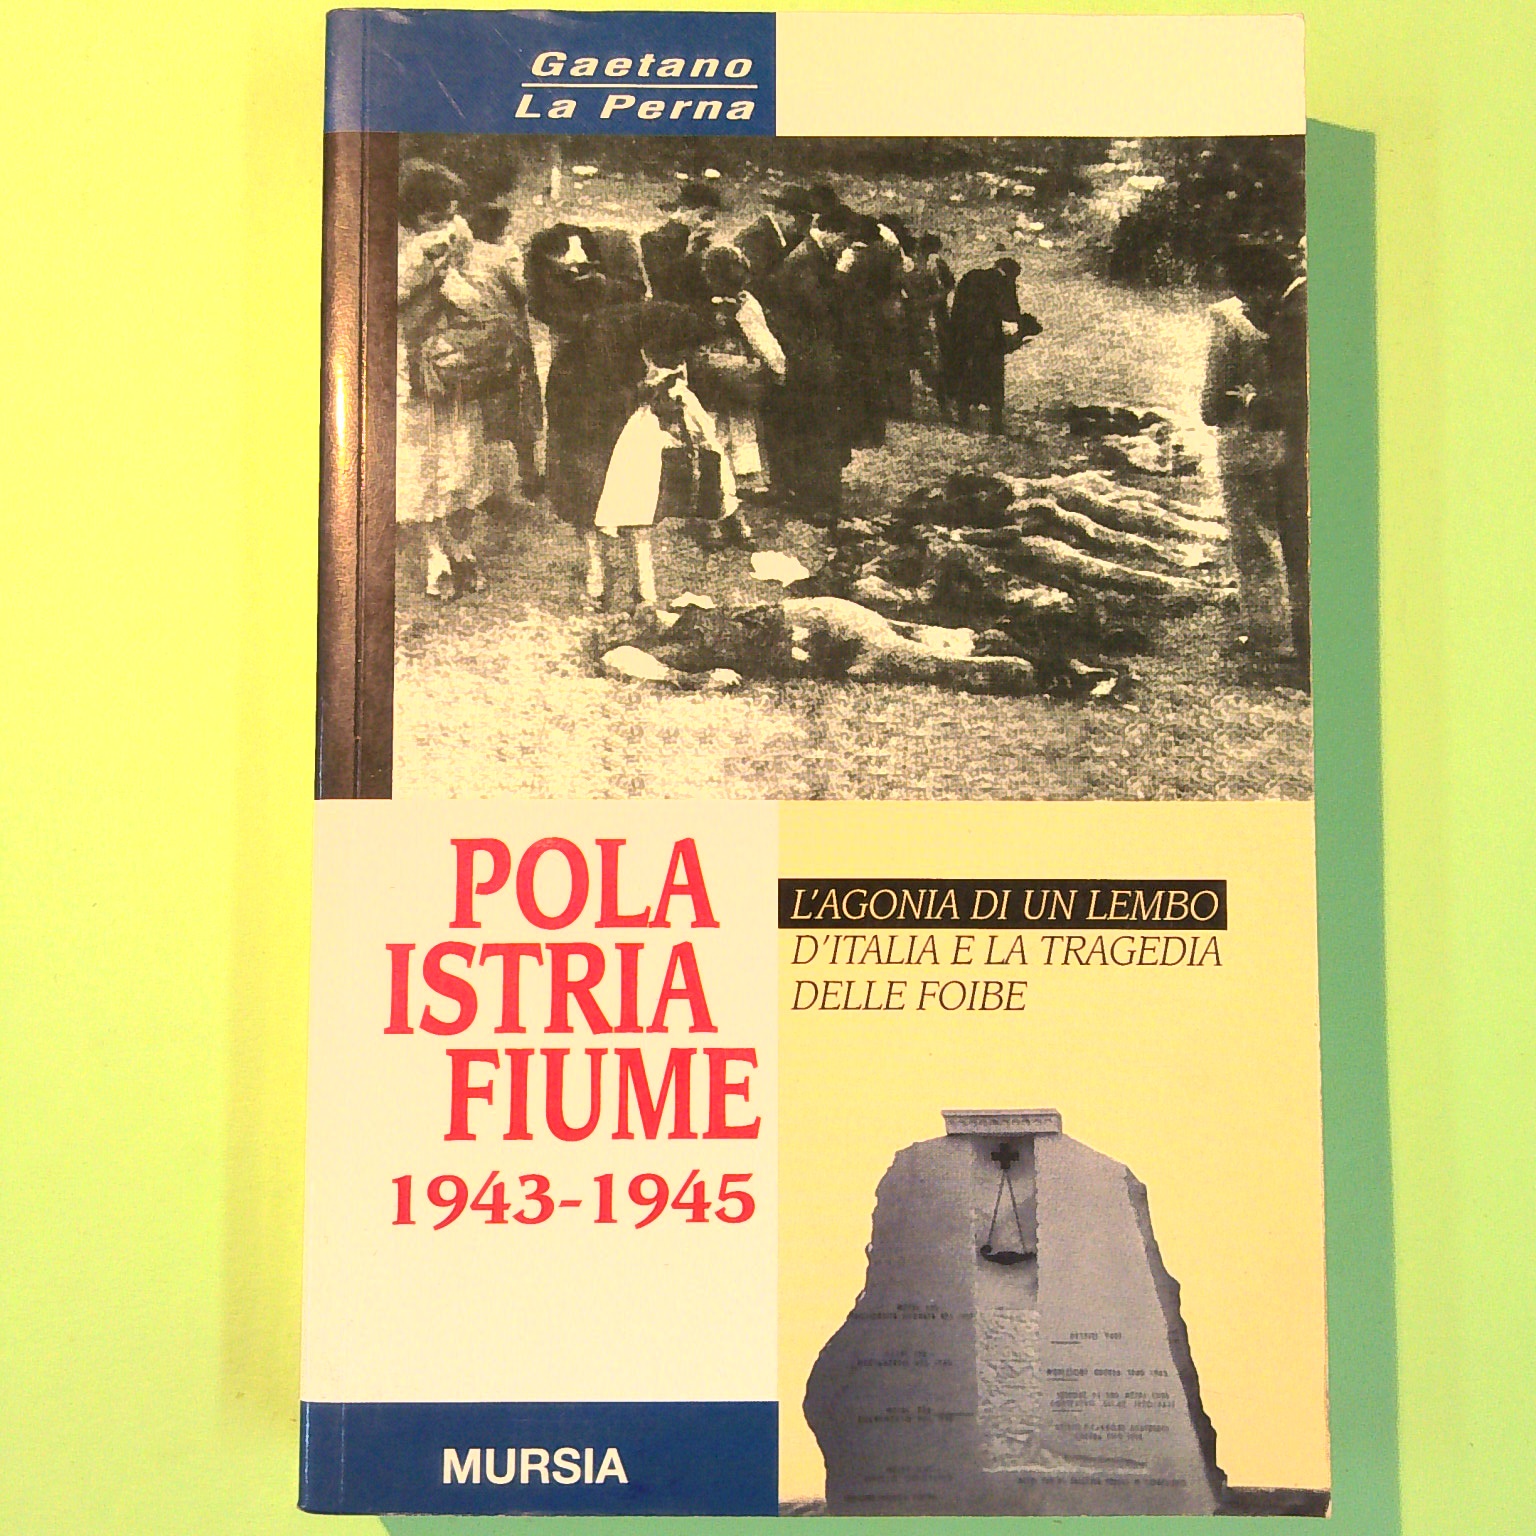 Gaetano
La Perna
POLA
ISTRIA
FIUME
1943-1945
L'AGONIA DI UN LEMBO
D'ITALIA E LA TRAGEDIA
DELLE FOIBE
MURSIA